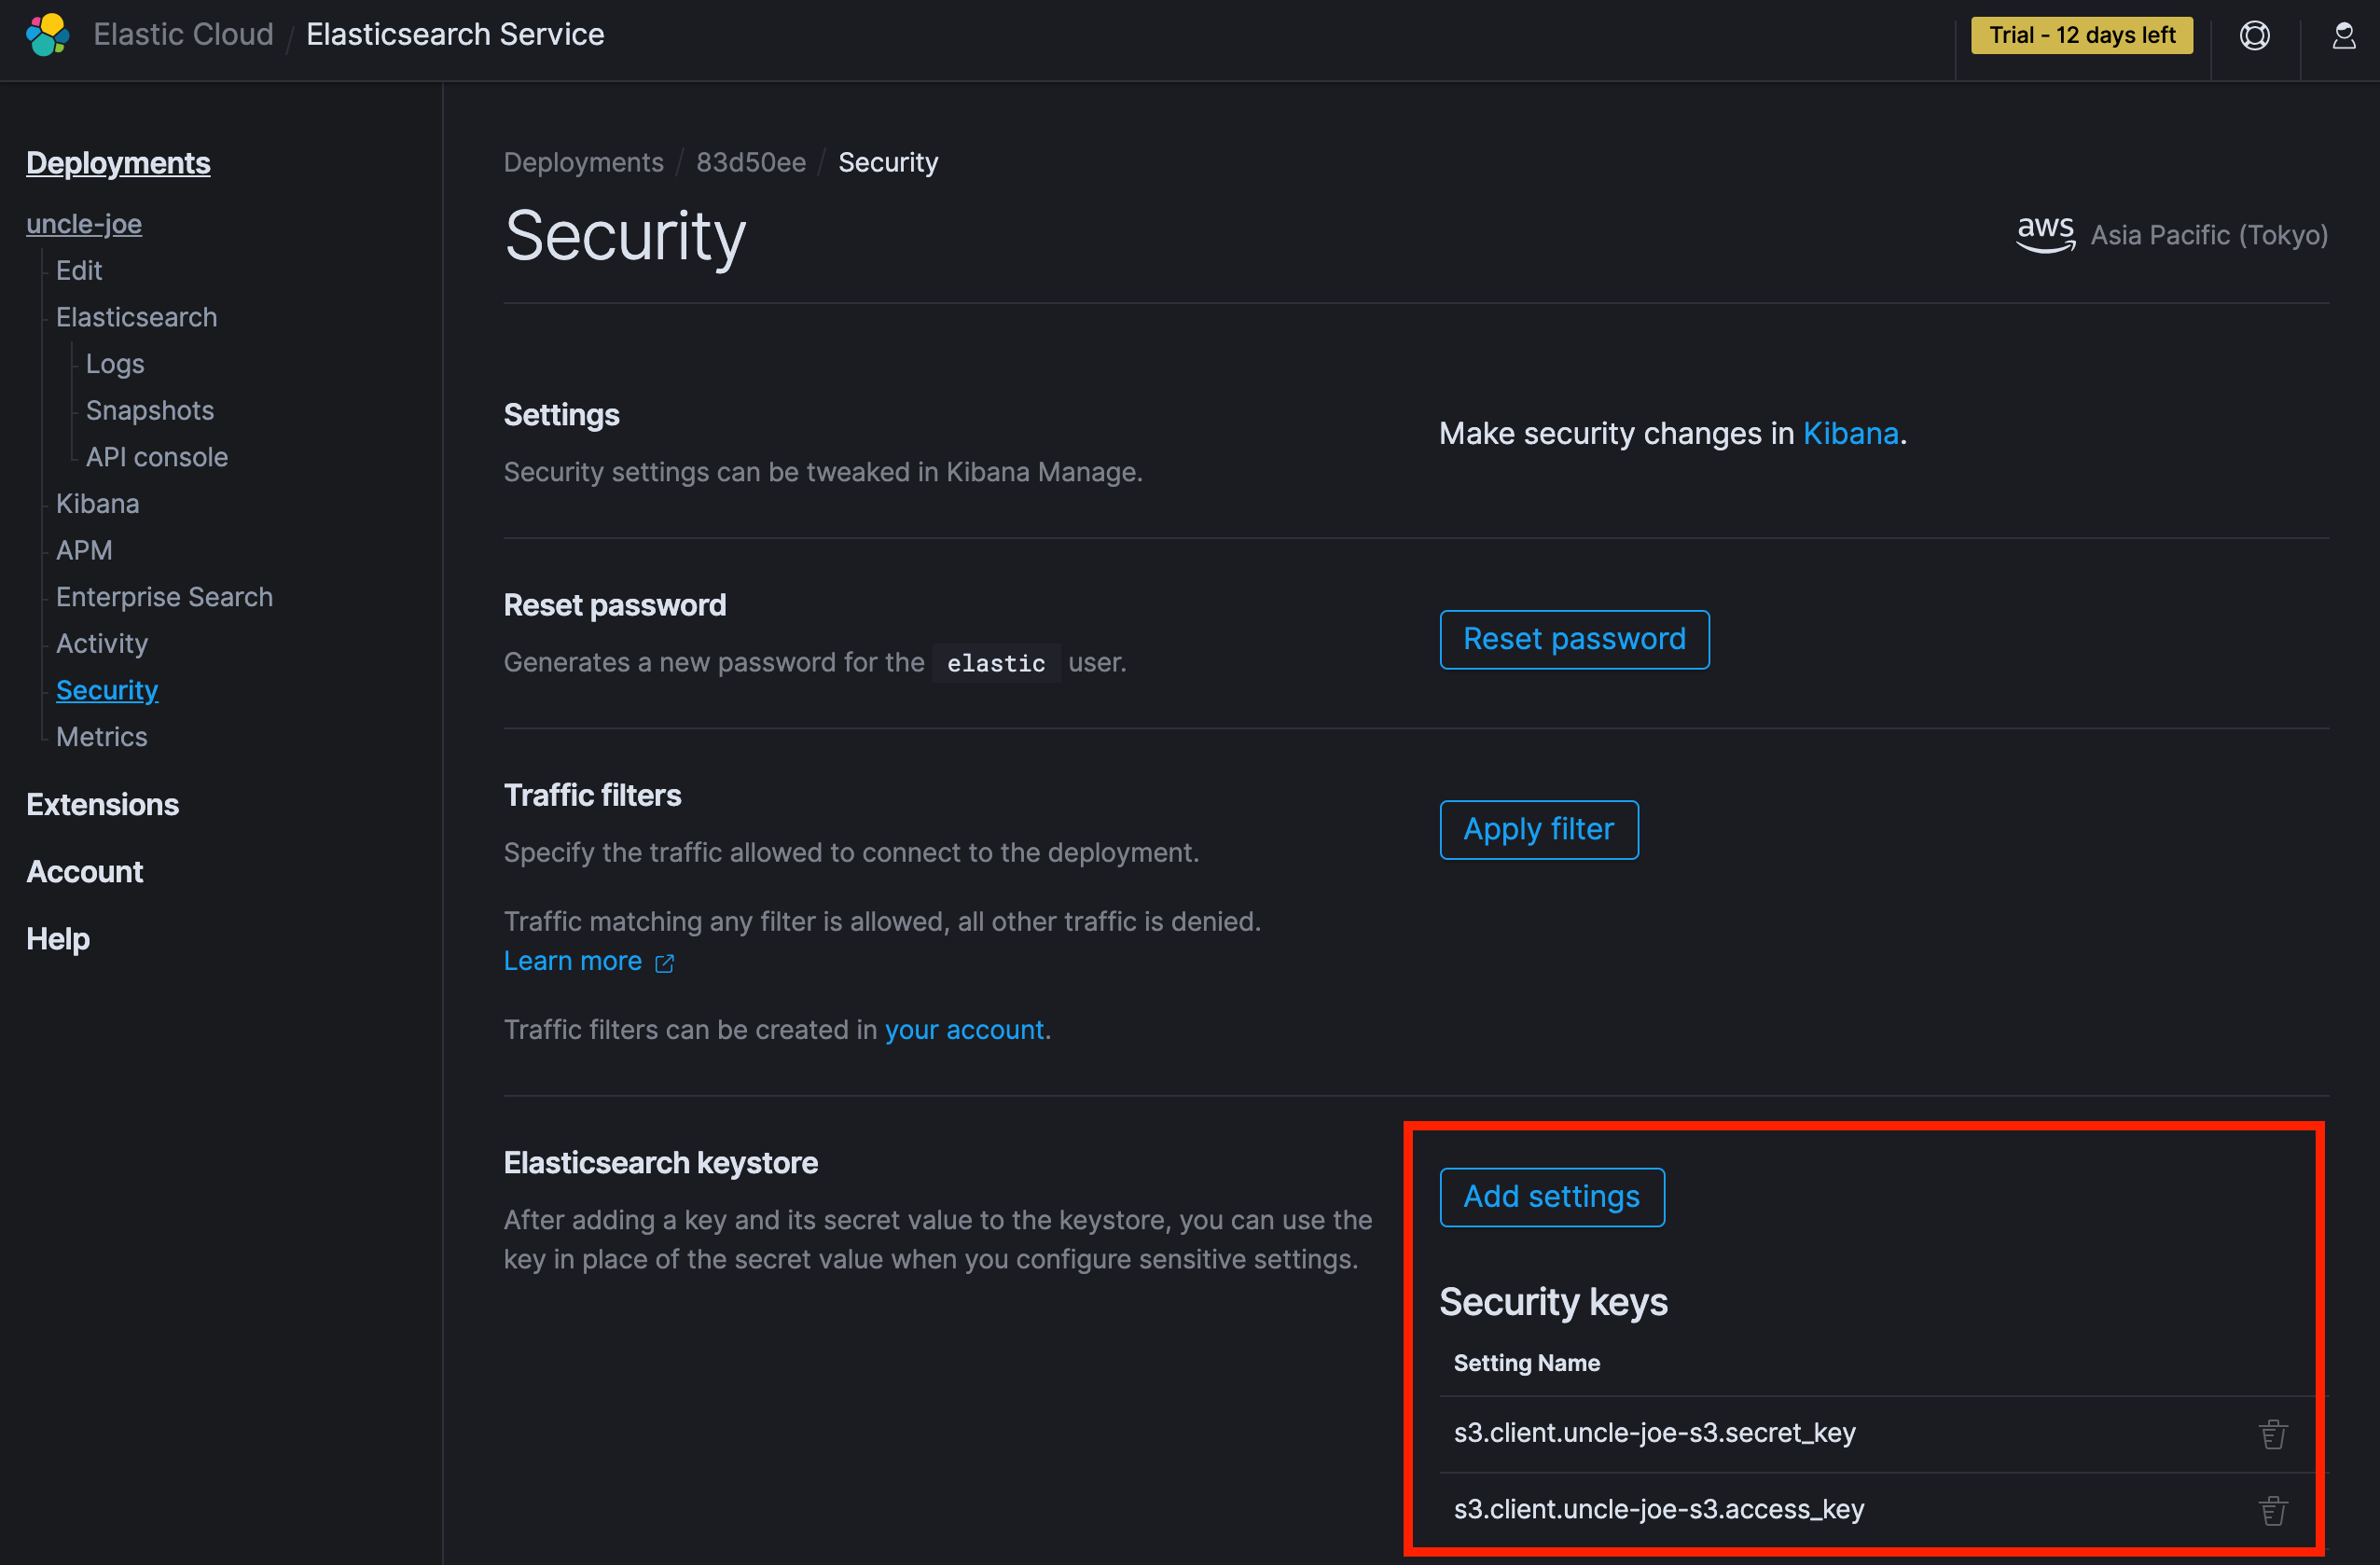 Elastic Cloud / Elasticsearch Service
Trial - 12 days left
Deployments
uncle-joe
Edit
Elasticsearch
Logs
Snapshots
API console
Kibana
APM
Enterprise Search
Activity
Security
Metrics
Extensions
Account
Help
Deployments / 83d50ee / Security
Security
aws Asia Pacific (Tokyo)
Settings
Security settings can be tweaked in Kibana Manage.
Make security changes in Kibana.
Reset password
Generates a new password for the elastic user.
Reset password
Traffic filters
Specify the traffic allowed to connect to the deployment.
Traffic matching any filter is allowed, all other traffic is denied.
Learn more
Traffic filters can be created in your account.
Apply filter
Elasticsearch keystore
After adding a key and its secret value to the keystore, you can use the
key in place of the secret value when you configure sensitive settings.
Add settings
Security keys
Setting Name
s3.client.uncle-joe-s3.secret_key
s3.client.uncle-joe-s3.access_key